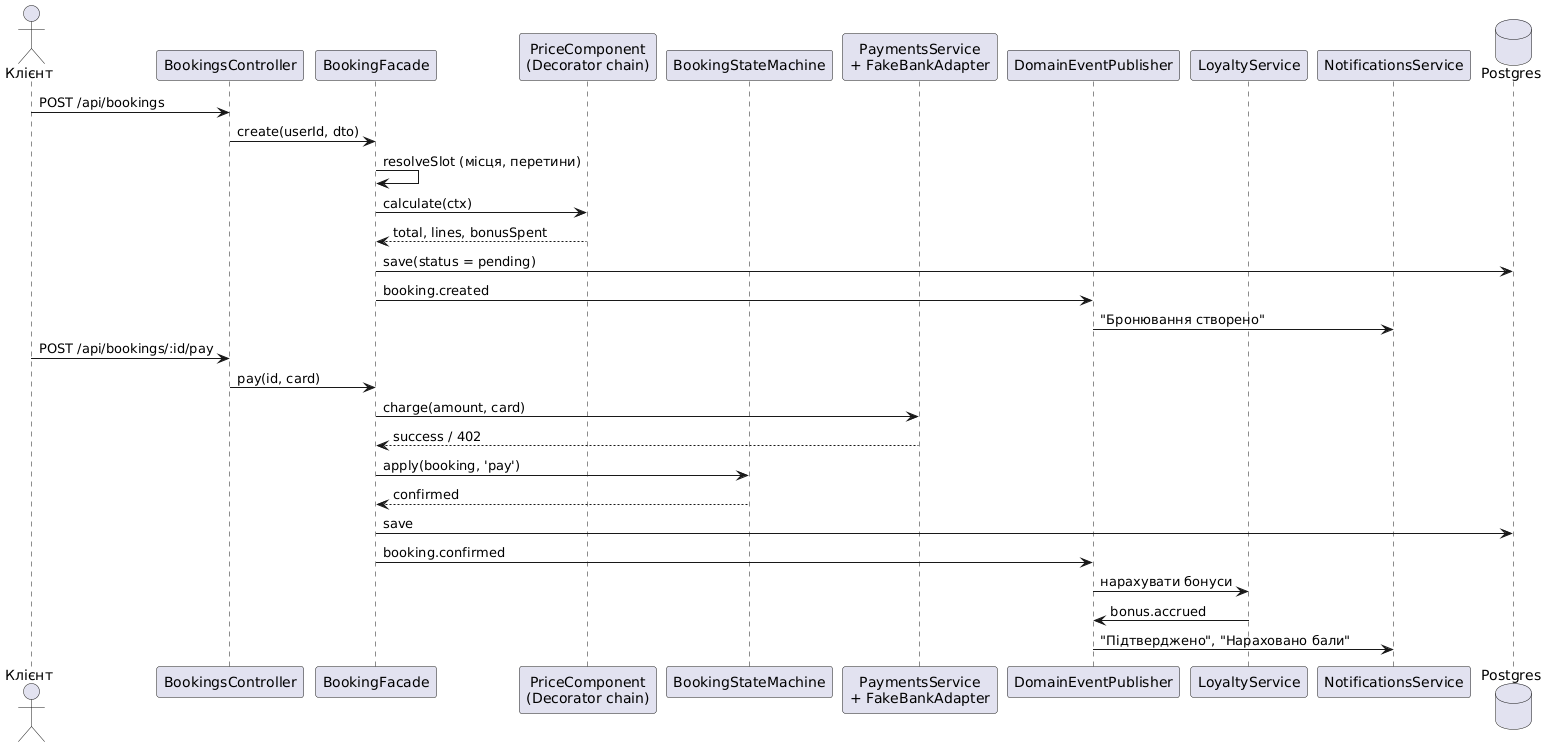 Клієнт
BookingsController
BookingFacade
PriceComponent
(Decorator chain)
BookingStateMachine
PaymentsService
+ FakeBankAdapter
DomainEventPublisher
LoyaltyService
NotificationsService
Postgres
POST /api/bookings
create(userId, dto)
resolveSlot (місця, перетини)
calculate(ctx)
total, lines, bonusSpent
save(status = pending)
booking.created
"Бронювання створено"
POST /api/bookings/:id/pay
pay(id, card)
charge(amount, card)
success / 402
apply(booking, 'pay')
confirmed
save
booking.confirmed
нарахувати бонуси
bonus.accrued
"Підтверджено", "Нараховано бали"
Клієнт
BookingsController
BookingFacade
PriceComponent
(Decorator chain)
BookingStateMachine
PaymentsService
+ FakeBankAdapter
DomainEventPublisher
LoyaltyService
NotificationsService
Postgres